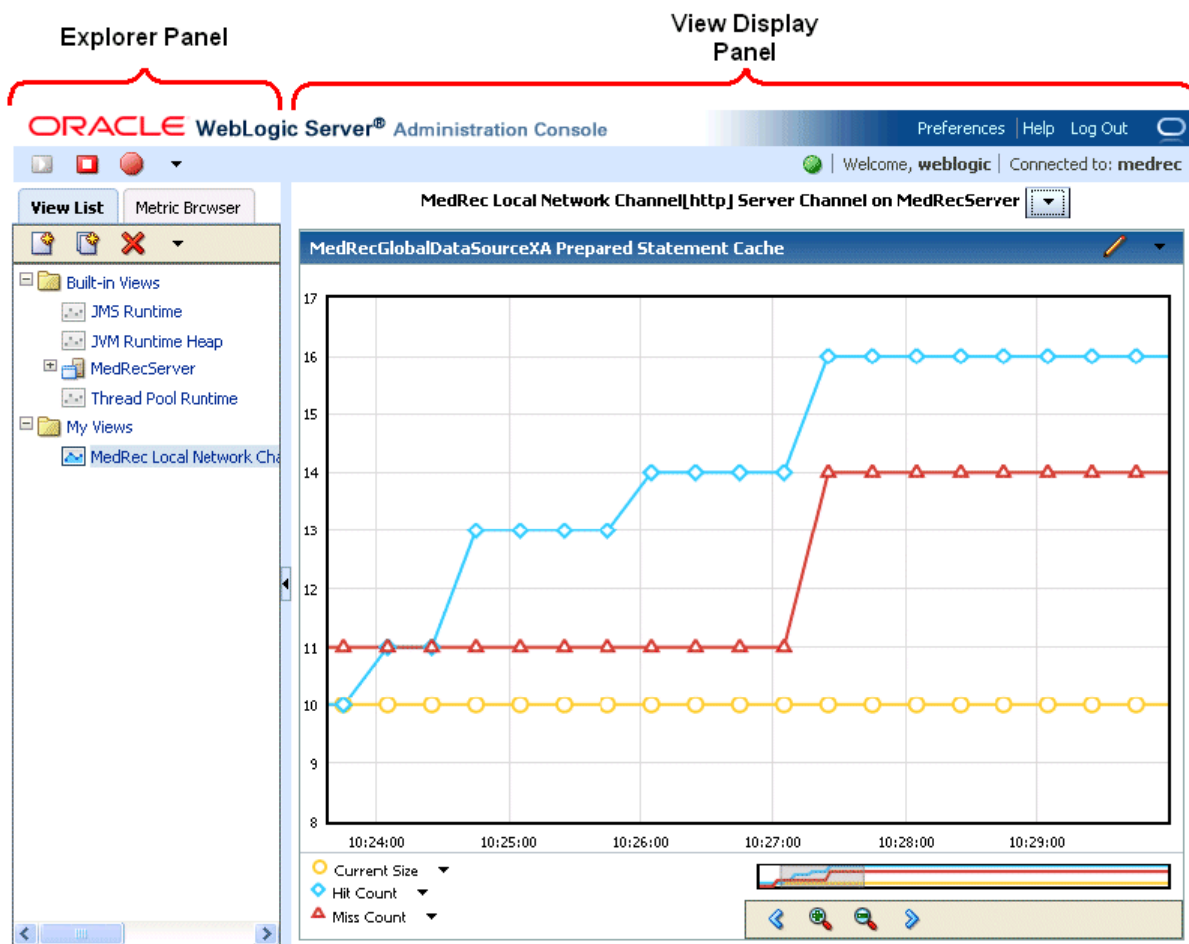 Explorer Panel
View Display
Panel
ORACLE WebLogic Server® Administration Console
Preferences | Help Log Out
Welcome, weblogic | Connected to: medrec
View List
Metric Browser
MedRec Local Network Channel[http] Server Channel on MedRecServer
Built-in Views
JMS Runtime
JVM Runtime Heap
MedRecServer
Thread Pool Runtime
My Views
MedRec Local Network Cha
MedRecGlobalDataSourceXA Prepared Statement Cache
17
16
15
14
13
12
11
10
9
8
10:24:00 10:25:00 10:26:00 10:27:00 10:28:00 10:29:00
Current Size
Hit Count
Miss Count